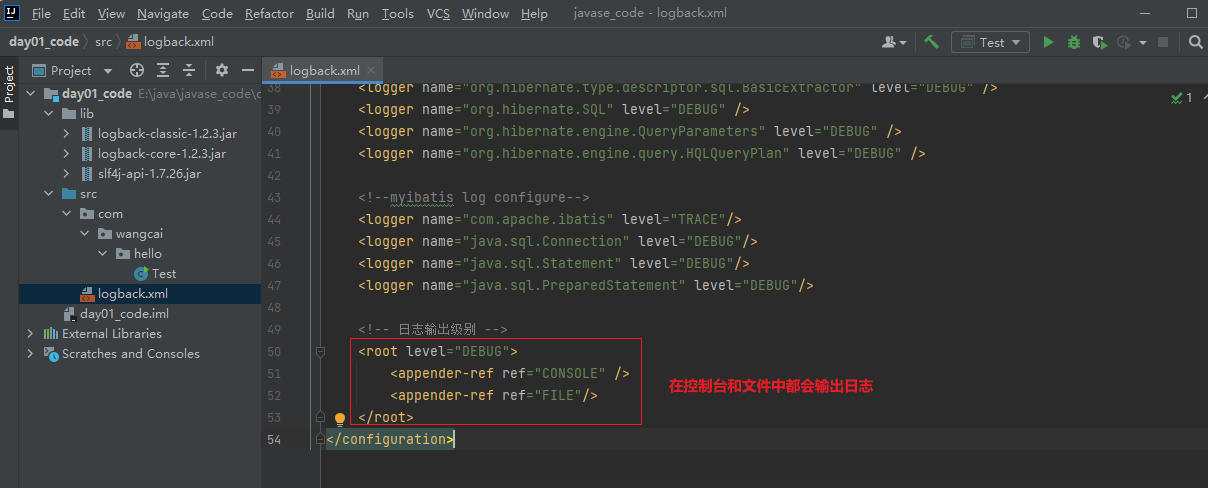 File Edit View Navigate Code Refactor Build Run Tools VCS Window Help javase_code - logback.xml
day01_code src logback.xml Test
Project Project logback.xml
day01_code E:\java\javase_code\
lib
logback-classic-1.2.3.jar
logback-core-1.2.3.jar
slf4j-api-1.7.26.jar
src
com
wangcai
hello
Test
logback.xml
day01_code.iml
External Libraries
Scratches and Consoles
38 <logger name="org.hibernate.type.descriptor.sql.BasicExtractor" level="DEBUG" />
39 <logger name="org.hibernate.SQL" level="DEBUG" />
40 <logger name="org.hibernate.engine.QueryParameters" level="DEBUG" />
41 <logger name="org.hibernate.engine.query.HQLQueryPlan" level="DEBUG" />
42
43 <!--myibatis log configure-->
44 <logger name="com.apache.ibatis" level="TRACE"/>
45 <logger name="java.sql.Connection" level="DEBUG"/>
46 <logger name="java.sql.Statement" level="DEBUG"/>
47 <logger name="java.sql.PreparedStatement" level="DEBUG"/>
48
49 <!-- 日志输出级别 -->
50 <root level="DEBUG">
51 <appender-ref ref="CONSOLE" />
52 <appender-ref ref="FILE"/>
53 </root>
54 </configuration>
在控制台和文件中都会输出日志
1